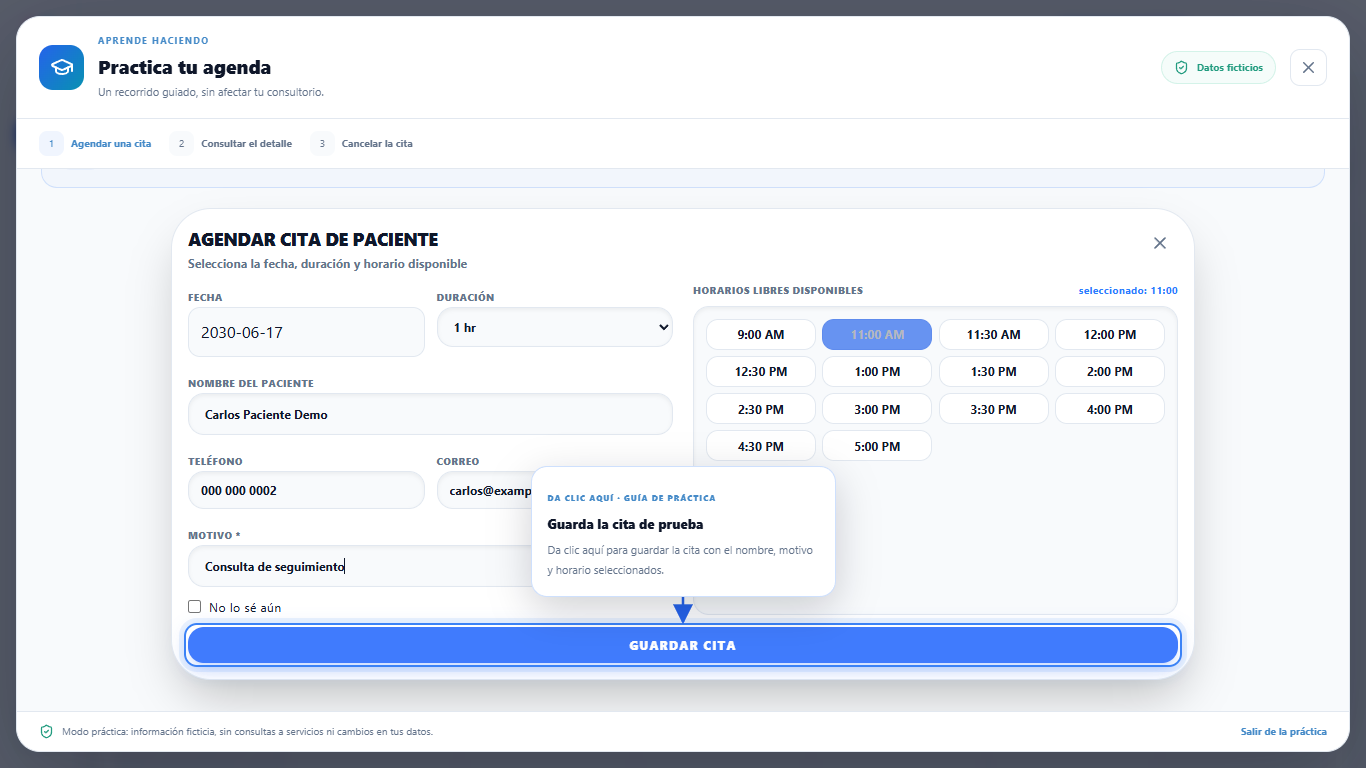 APRENDE HACIENDO
Practica tu agenda
Un recorrido guiado, sin afectar tu consultorio.
Datos ficticios
1 Agendar una cita
2 Consultar el detalle
3 Cancelar la cita
AGENDAR CITA DE PACIENTE
Selecciona la fecha, duración y horario disponible
FECHA
2030-06-17
DURACIÓN
1 hr
NOMBRE DEL PACIENTE
Carlos Paciente Demo
TELÉFONO
000 000 0002
CORREO
carlos@examp
MOTIVO *
Consulta de seguimiento
No lo sé aún
HORARIOS LIBRES DISPONIBLES
seleccionado: 11:00
9:00 AM 11:00 AM 11:30 AM 12:00 PM
12:30 PM 1:00 PM 1:30 PM 2:00 PM
2:30 PM 3:00 PM 3:30 PM 4:00 PM
4:30 PM 5:00 PM
DA CLIC AQUÍ · GUÍA DE PRÁCTICA
Guarda la cita de prueba
Da clic aquí para guardar la cita con el nombre, motivo
y horario seleccionados.
GUARDAR CITA
Modo práctica: información ficticia, sin consultas a servicios ni cambios en tus datos.
Salir de la práctica